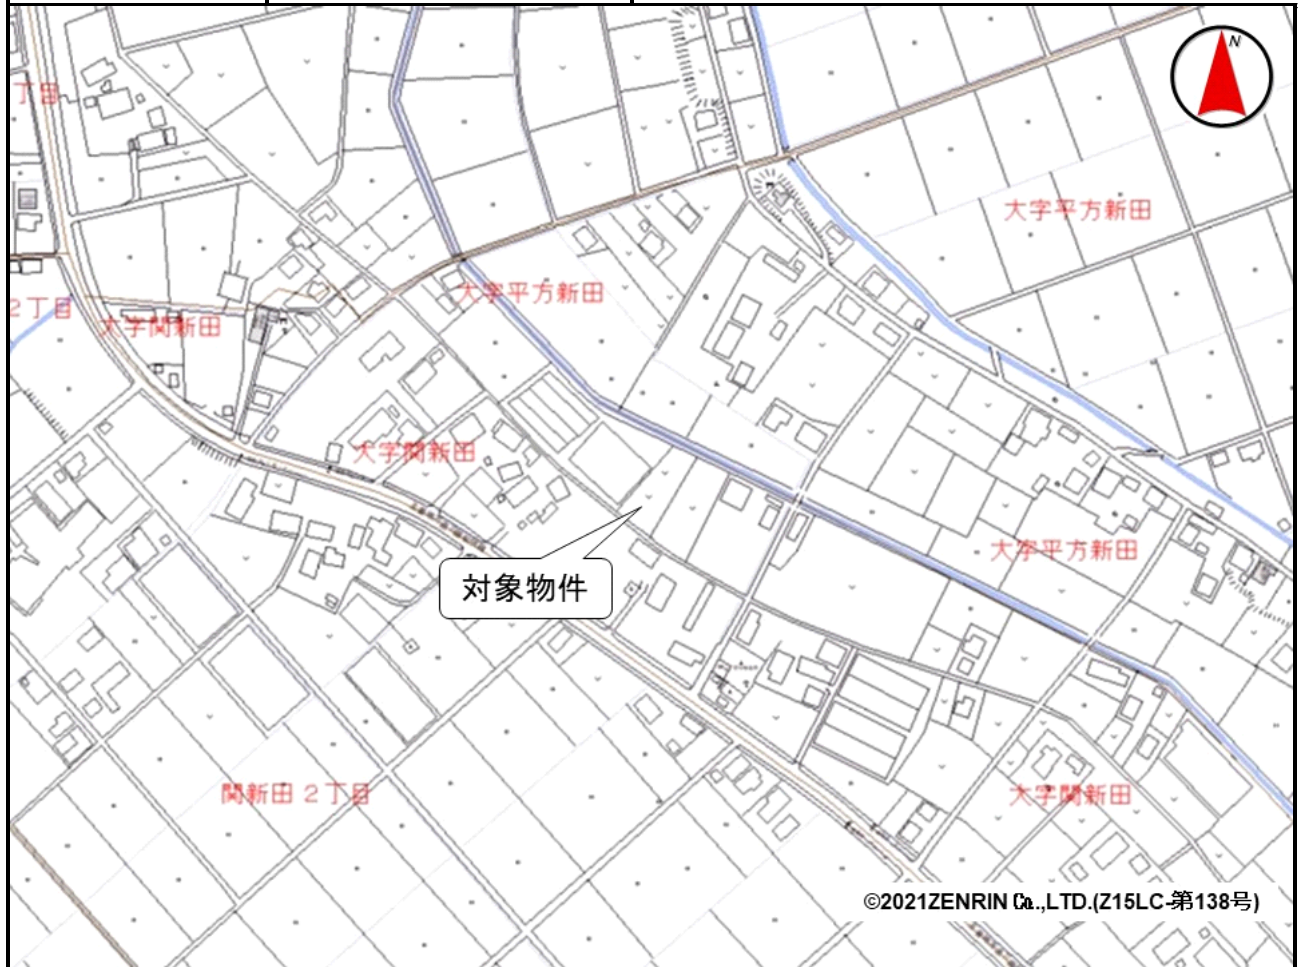 N
丁目
大字平方新田
大字平方新田
2丁目
大字関新田
大字関新田
大字平方新田
対象物件
関新田 2丁目
大字関新田
©2021ZENRIN Co.,LTD.(Z15LC-第138号)